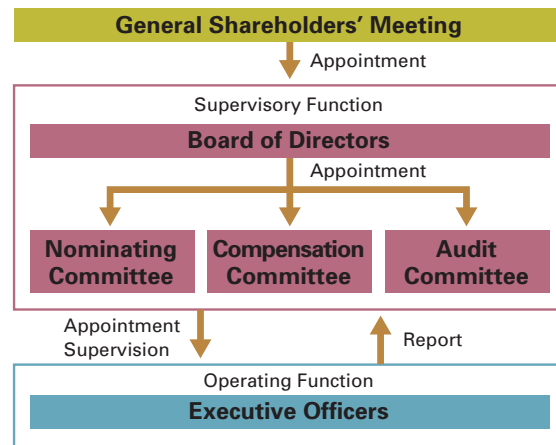 General Shareholders' Meeting
Appointment
Supervisory Function
Board of Directors
Appointment
Nominating
Committee
Compensation
Committee
Audit
Committee
Appointment
Supervision
Report
Operating Function
Executive Officers